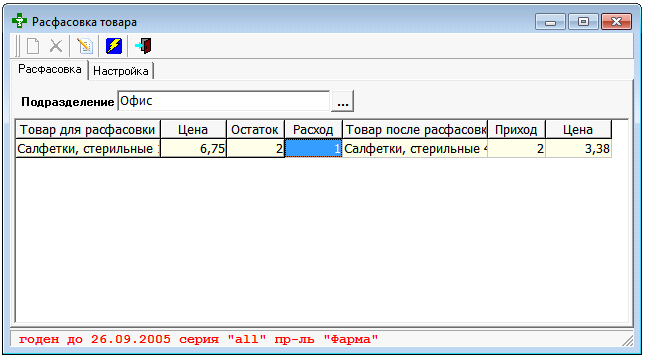 Расфасовка товара
Расфасовка Настройка
Подразделение Офис ...
Товар для расфасовки Цена Остаток Расход Товар после расфасовк Приход Цена
Салфетки, стерильные 6,75 2 1 Салфетки, стерильные 2 3,38
годен до 26.09.2005 серия "all" пр-ль "Фарма"